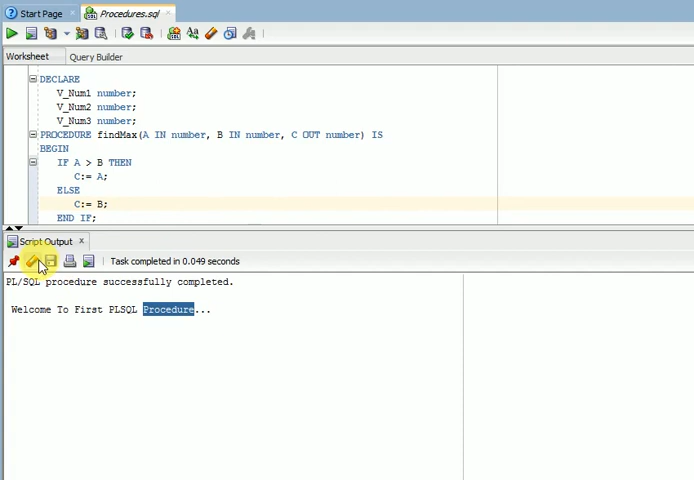 Start Page
Procedures.sql
Worksheet Query Builder
DECLARE
V_Num1 number;
V_Num2 number;
V_Num3 number;
PROCEDURE findMax(A IN number, B IN number, C OUT number) IS
BEGIN
IF A > B THEN
C:= A;
ELSE
C:= B;
END IF;
Script Output x
Task completed in 0.049 seconds
PL/SQL procedure successfully completed.
Welcome To First PLSQL Procedure...